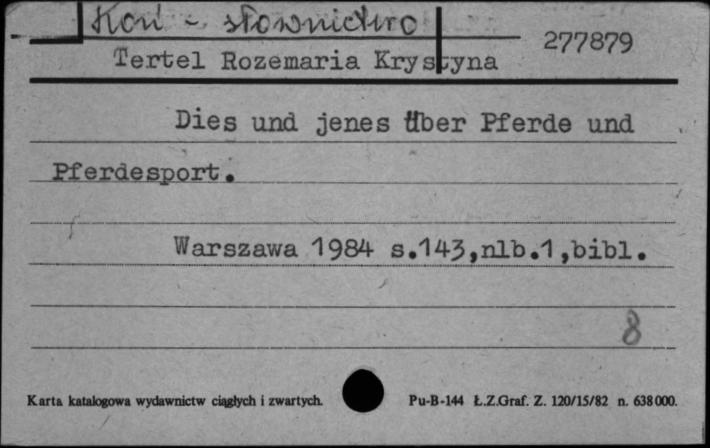 Koń - słownictwo
277879
Tertel Rozemaria Krystyna
Dies und jenes über Pferde und
Pferdesport.
Warszawa 1984 s.143,nlb.1,bibl.
8
Karta katalogowa wydawnictw ciągłych i zwartych. Pu-B-144 Ł.Z.Graf. Z. 120/15/82 n. 638000.